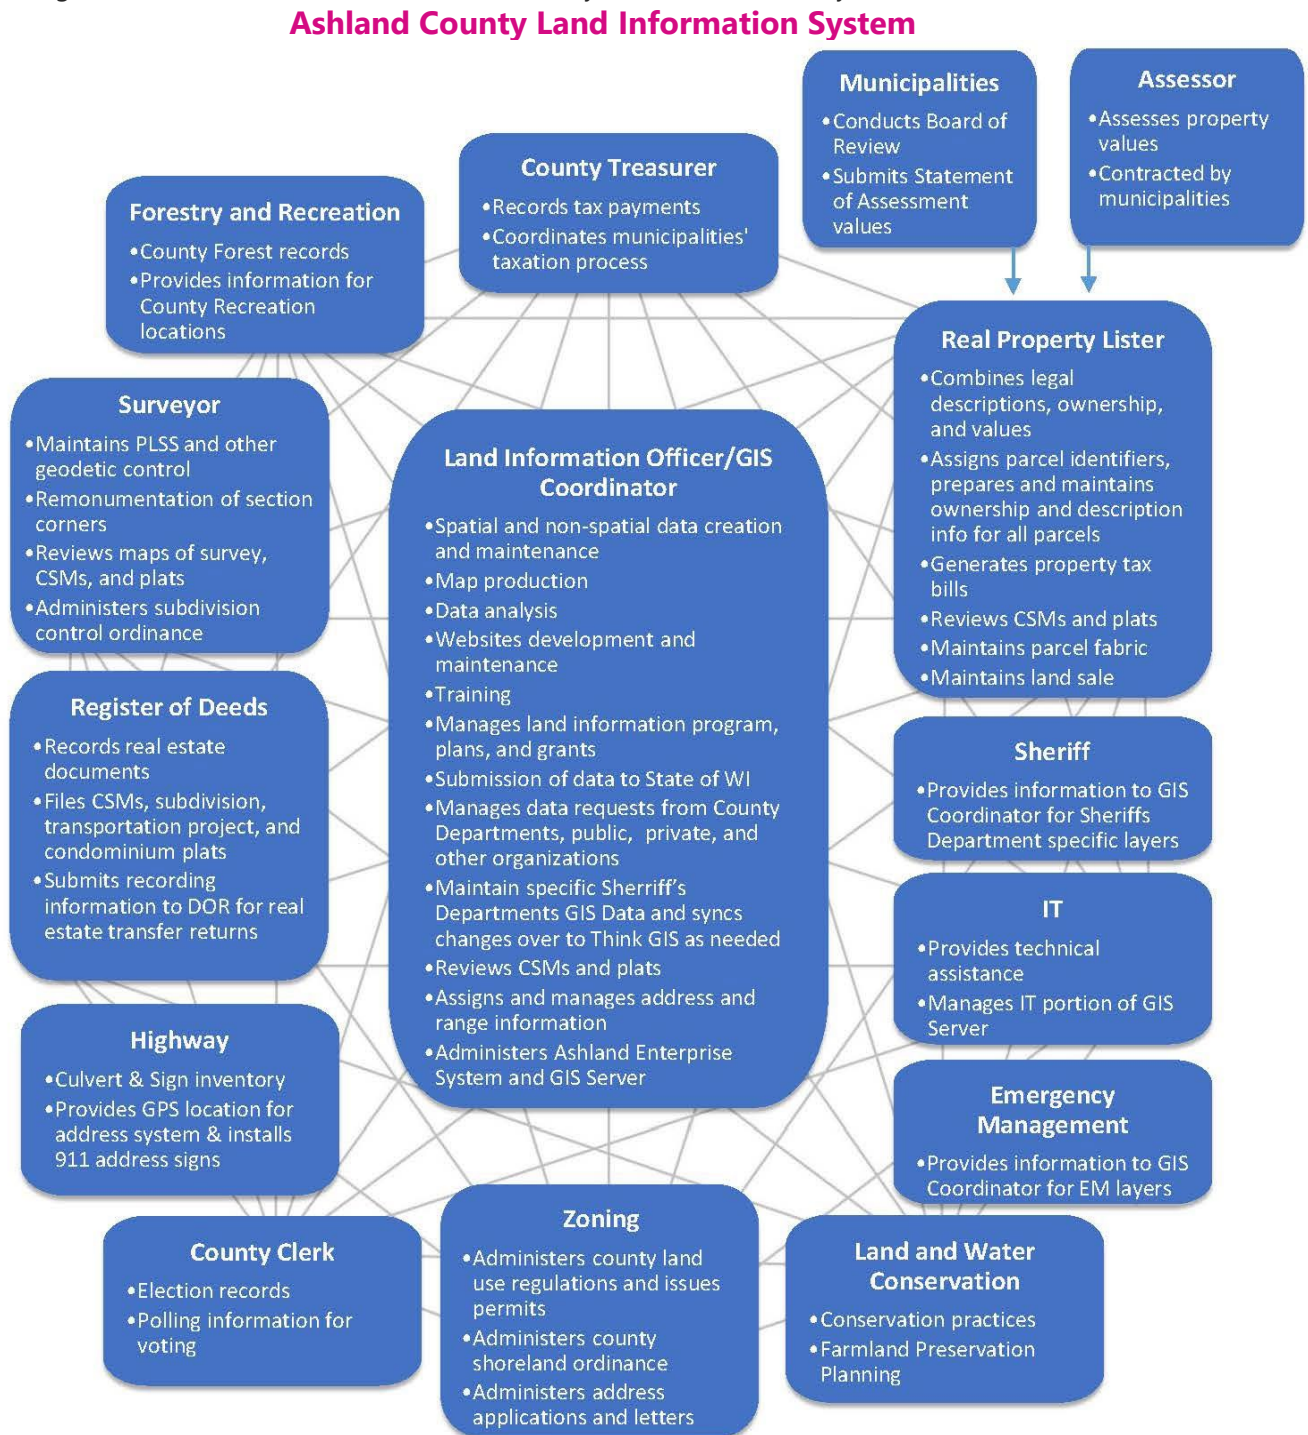 Ashland County Land Information System
Municipalities
•Conducts Board of
Review
•Submits Statement
of Assessment
values
Assessor
•Assesses property
values
•Contracted by
municipalities
County Treasurer
•Records tax payments
•Coordinates municipalities'
taxation process
Forestry and Recreation
•County Forest records
•Provides information for
County Recreation
locations
Real Property Lister
•Combines legal
descriptions, ownership,
and values
•Assigns parcel identifiers,
prepares and maintains
ownership and description
info for all parcels
•Generates property tax
bills
•Reviews CSMs and plats
•Maintains parcel fabric
•Maintains land sale
Surveyor
•Maintains PLSS and other
geodetic control
•Remonumentation of section
corners
•Reviews maps of survey,
CSMs, and plats
•Administers subdivision
control ordinance
Land Information Officer/GIS
Coordinator
•Spatial and non-spatial data creation
and maintenance
•Map production
•Data analysis
•Websites development and
maintenance
•Training
•Manages land information program,
plans, and grants
•Submission of data to State of WI
•Manages data requests from County
Departments, public, private, and
other organizations
•Maintain specific Sherriff's
Departments GIS Data and syncs
changes over to Think GIS as needed
•Reviews CSMs and plats
•Assigns and manages address and
range information
•Administers Ashland Enterprise
System and GIS Server
Register of Deeds
•Records real estate
documents
•Files CSMs, subdivision,
transportation project, and
condominium plats
•Submits recording
information to DOR for real
estate transfer returns
Sheriff
•Provides information to GIS
Coordinator for Sheriffs
Department specific layers
IT
•Provides technical
assistance
•Manages IT portion of GIS
Server
Highway
•Culvert & Sign inventory
•Provides GPS location for
address system & installs
911 address signs
Emergency
Management
•Provides information to GIS
Coordinator for EM layers
County Clerk
•Election records
•Polling information for
voting
Zoning
•Administers county land
use regulations and issues
permits
•Administers county
shoreland ordinance
•Administers address
applications and letters
Land and Water
Conservation
•Conservation practices
•Farmland Preservation
Planning